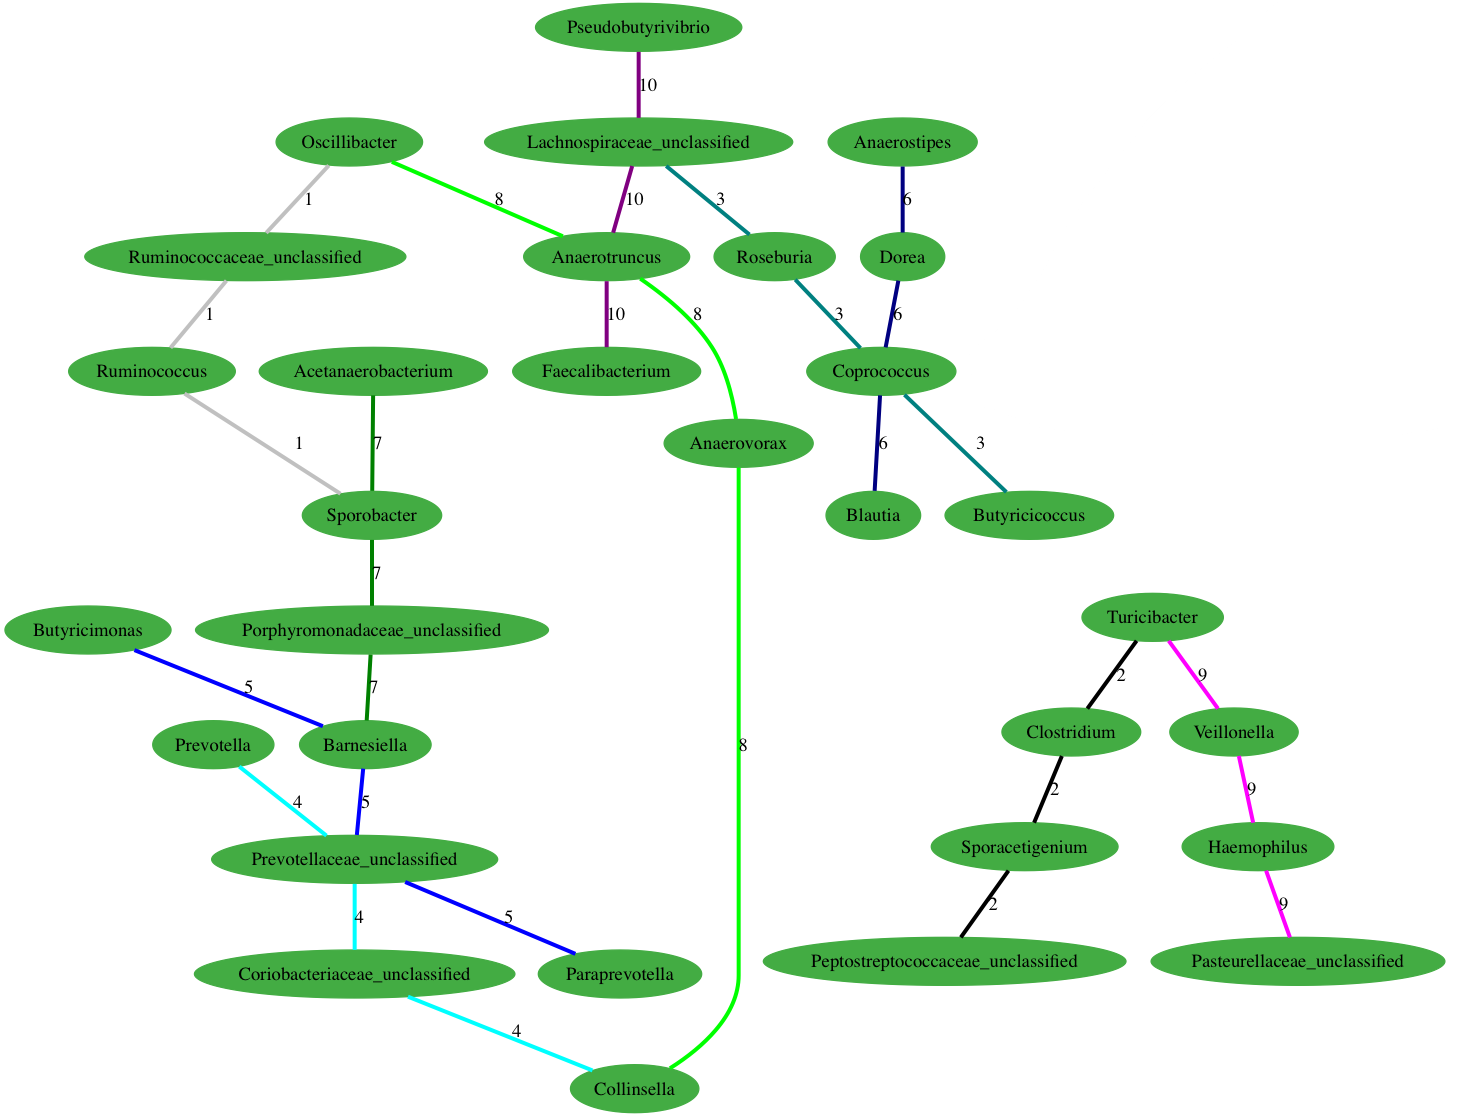 Pseudobutyrivibrio
10
Oscillibacter
Lachnospiraceae_unclassified
Anaerostipes
1
8
10
3
6
Ruminococcaceae_unclassified
Anaerotruncus
Roseburia
Dorea
1
10
8
3
6
Ruminococcus
Acetanaerobacterium
Faecalibacterium
Coprococcus
1
7
Anaerovorax
6
3
Sporobacter
Blautia
Butyricicoccus
7
Turicibacter
Butyricimonas
Porphyromonadaceae_unclassified
2
9
5
7
Clostridium
Veillonella
Prevotella
Barnesiella
8
2
9
4
5
Sporacetigenium
Haemophilus
Prevotellaceae_unclassified
2
9
4
5
Peptostreptococcaceae_unclassified
Pasteurellaceae_unclassified
Coriobacteriaceae_unclassified
Paraprevotella
4
Collinsella